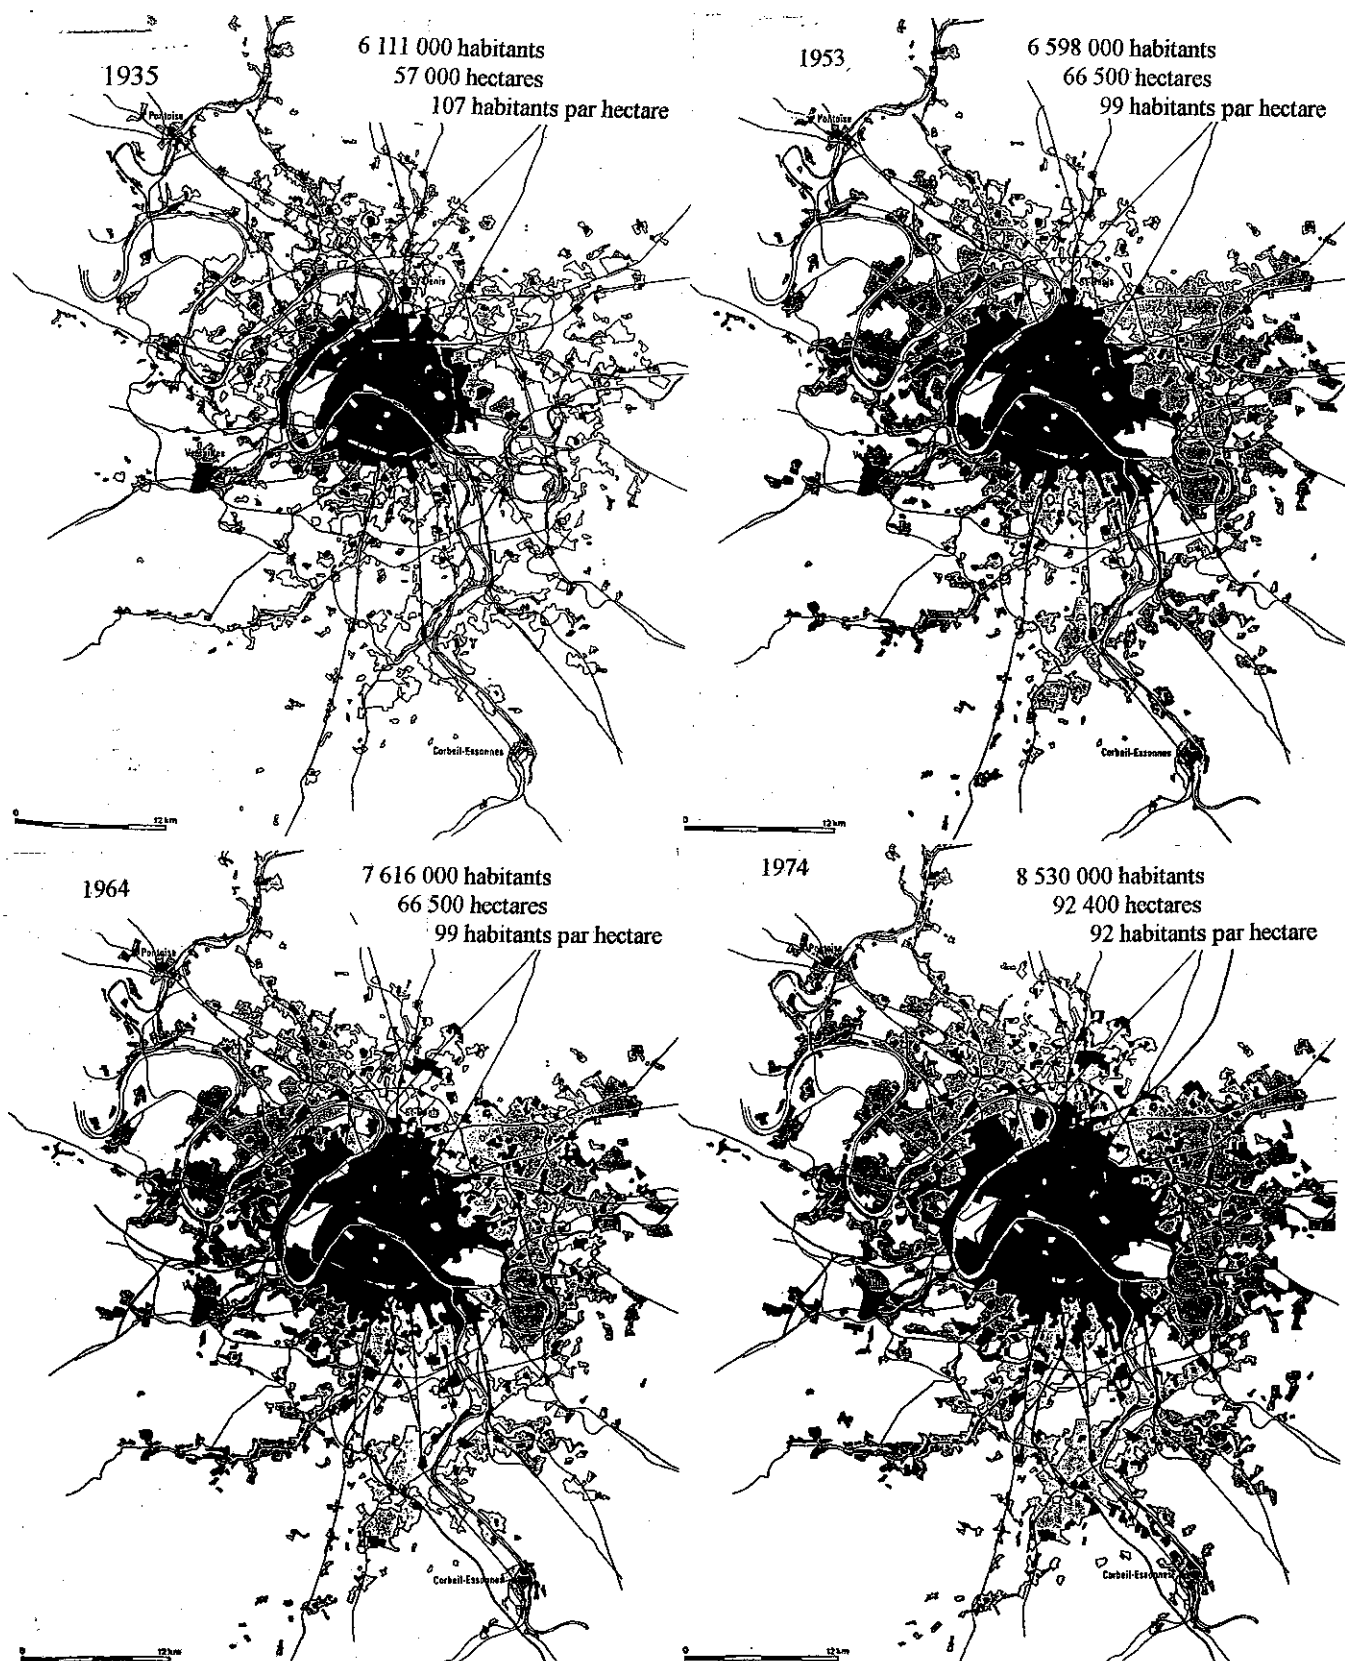 1935
6 111 000 habitants
57 000 hectares
107 habitants par hectare
Pontoise
St-Denis
Versailles
Corbeil-Essonnes
0
12 km
1953
6 598 000 habitants
66 500 hectares
99 habitants par hectare
Pontoise
St-Denis
Corbeil-Essonnes
0
12 km
1964
7 616 000 habitants
66 500 hectares
99 habitants par hectare
Pontoise
St-Denis
Corbeil-Essonnes
0
12 km
1974
8 530 000 habitants
92 400 hectares
92 habitants par hectare
Pontoise
Corbeil-Essonnes
0
12 km